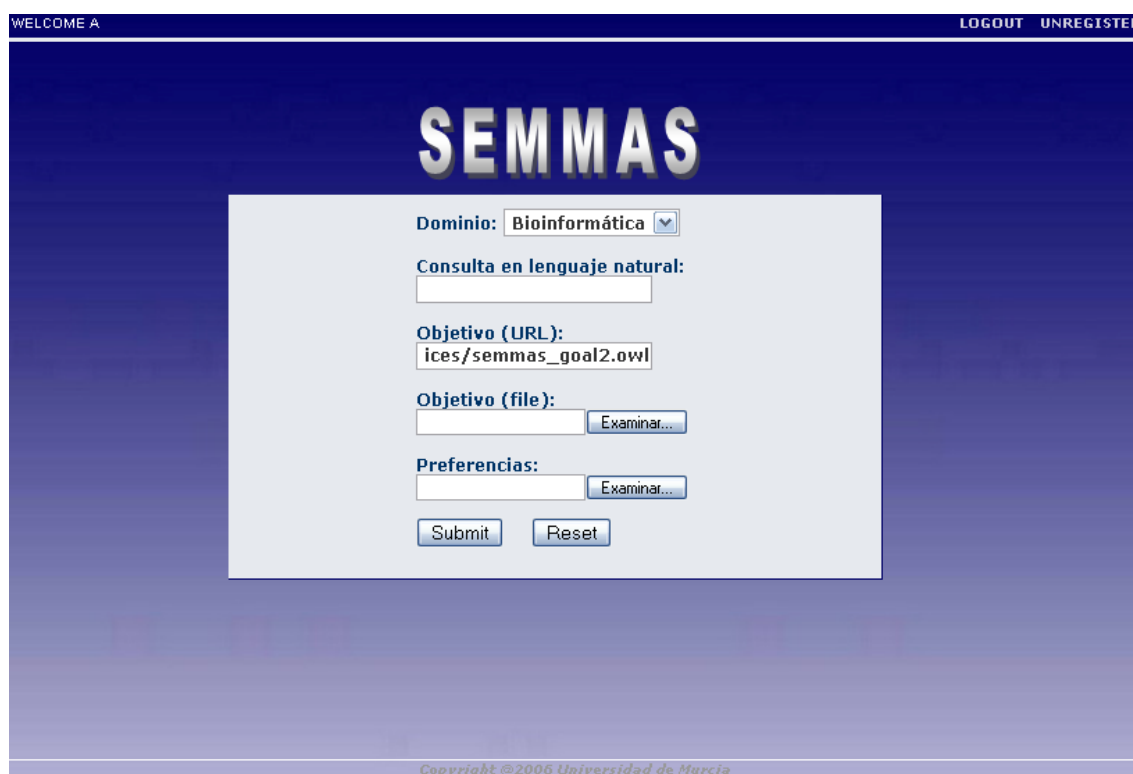 WELCOME A LOGOUT UNREGISTER
SEMMAS
Dominio: Bioinformática
Consulta en lenguaje natural:
Objetivo (URL):
ices/semmas_goal2.owl
Objetivo (file):
Examinar...
Preferencias:
Examinar...
Submit Reset
Copyright @2006 Universidad de Murcia